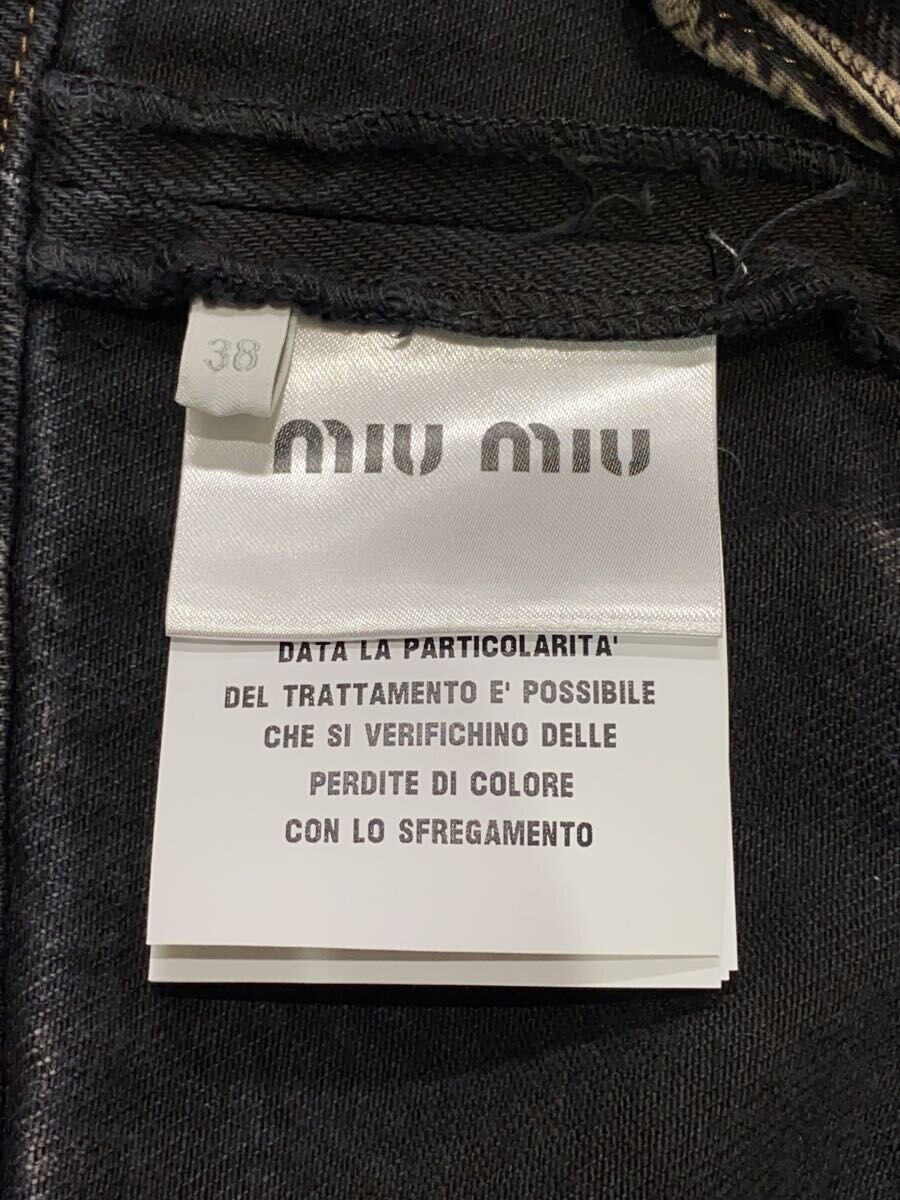 38
MIU MIU
DATA LA PARTICOLARITA'
DEL TRATTAMENTO E' POSSIBILE
CHE SI VERIFICHINO DELLE
PERDITE DI COLORE
CON LO SFREGAMENTO